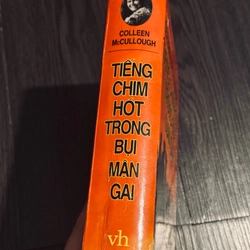 COLLEEN
McCULLOUGH
TIẾNG
CHIM
HÓT
TRONG
BỤI
MẬN
GAI
vh